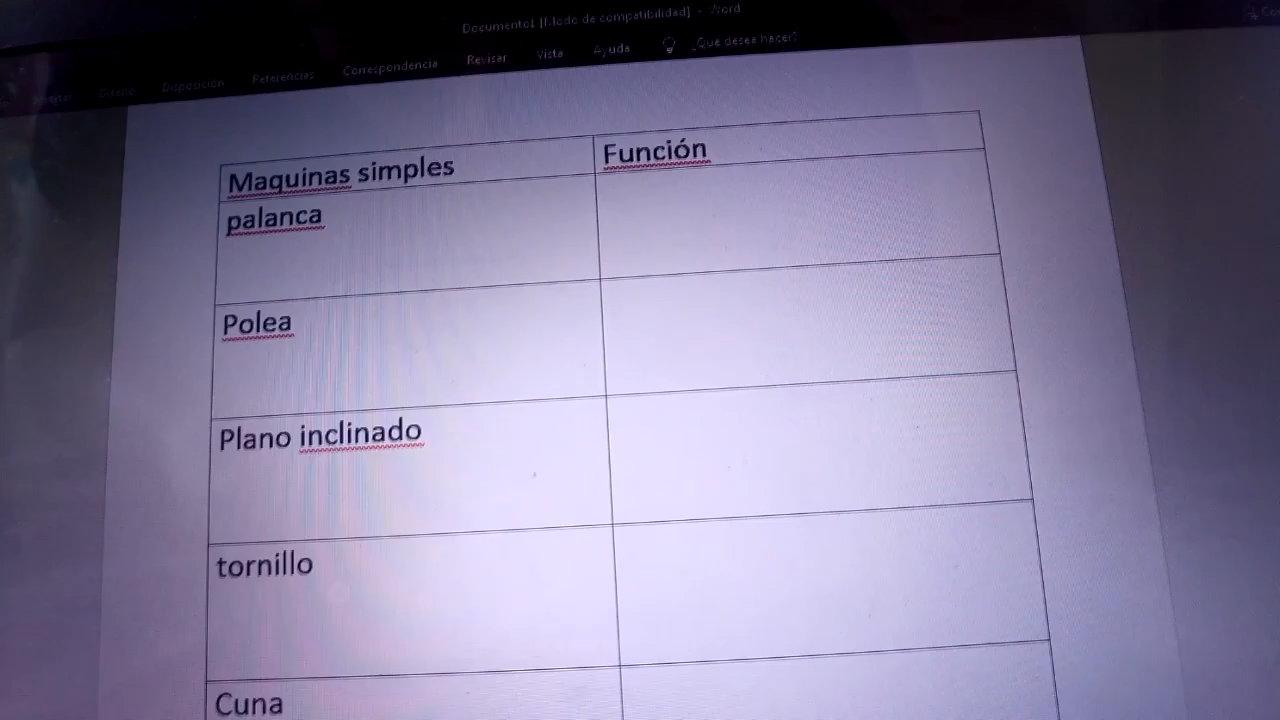 Documento1 [Modo de compatibilidad] - Word
Diseño Disposición Referencias Correspondencia Revisar Vista Ayuda ¿Qué desea hacer?
Maquinas simples Función
palanca
Polea
Plano inclinado
tornillo
Cuna